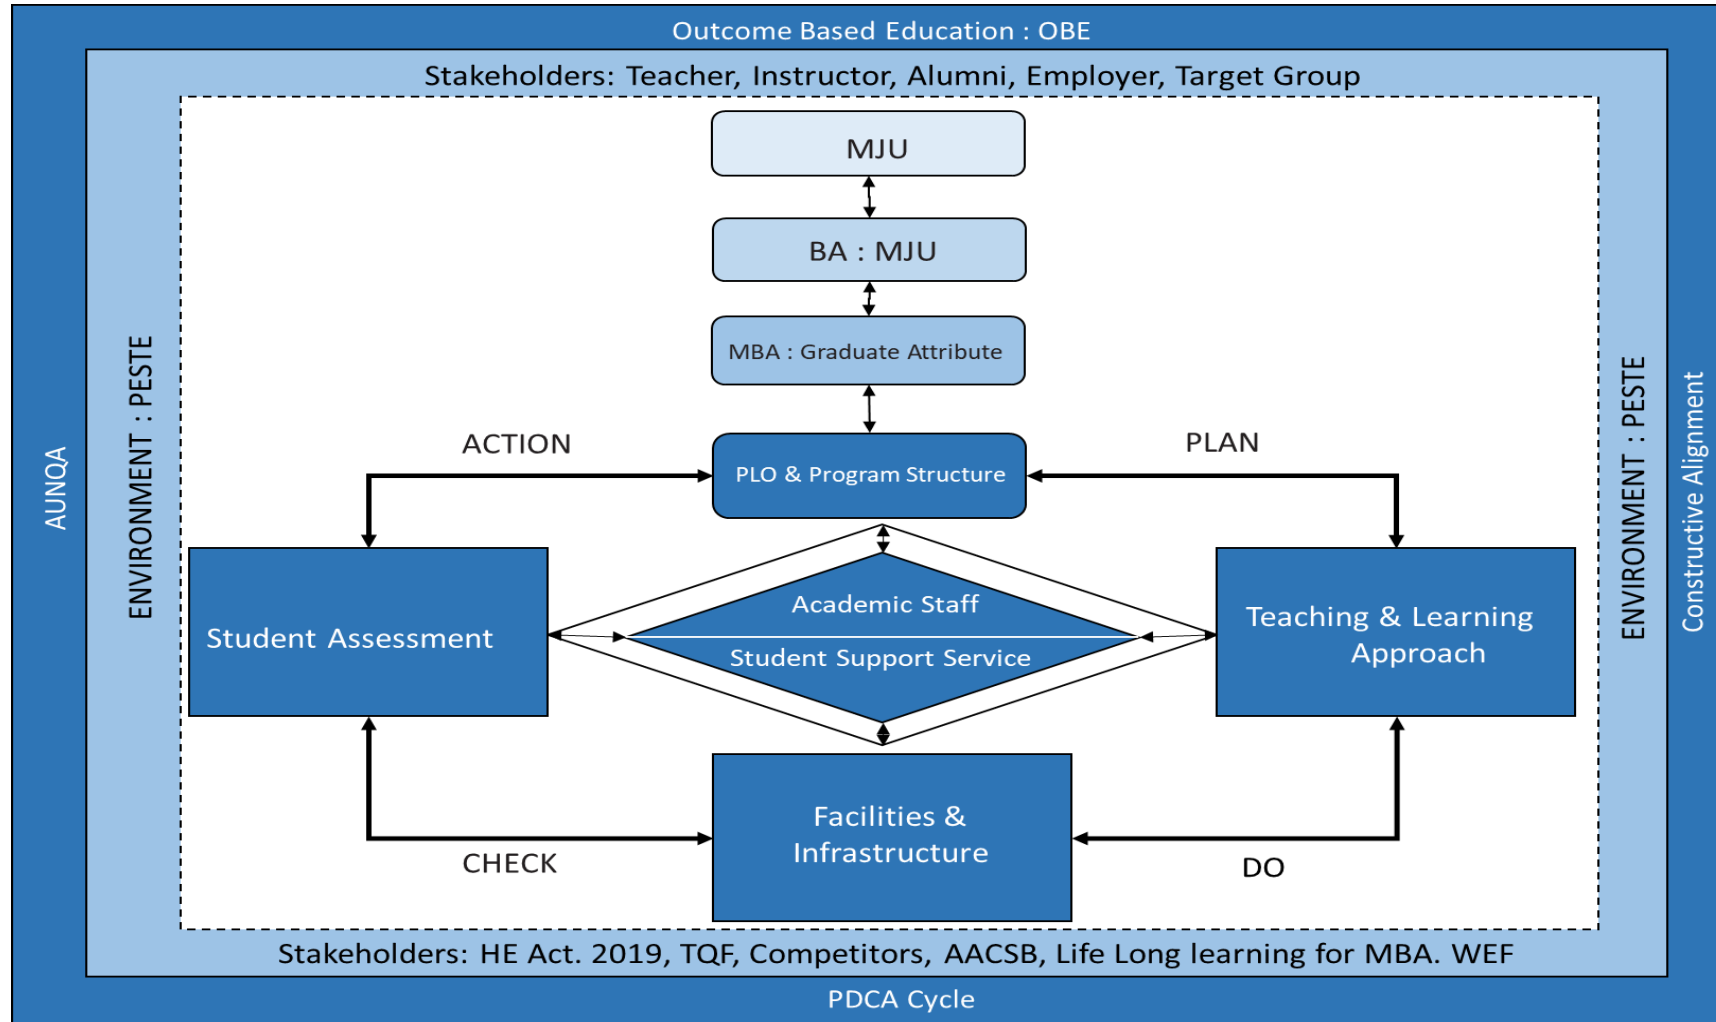 Outcome Based Education : OBE
Stakeholders: Teacher, Instructor, Alumni, Employer, Target Group
MJU
BA : MJU
MBA : Graduate Attribute
ACTION
PLAN
PLO & Program Structure
AUNQA
ENVIRONMENT : PESTE
ENVIRONMENT : PESTE
Constructive Alignment
Student Assessment
Academic Staff
Student Support Service
Teaching & Learning
Approach
Facilities &
Infrastructure
CHECK
DO
Stakeholders: HE Act. 2019, TQF, Competitors, AACSB, Life Long learning for MBA. WEF
PDCA Cycle